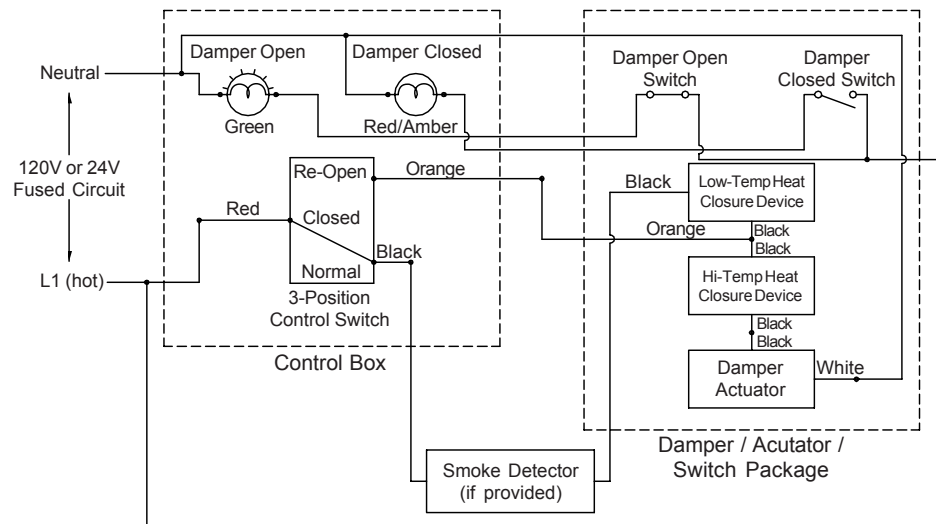 Damper Open
Damper Closed
Neutral
Green
Red/Amber
Damper Open
Switch
Damper
Closed Switch
120V or 24V
Fused Circuit
Re-Open
Orange
Red
Closed
Black
Normal
L1 (hot)
3-Position
Control Switch
Control Box
Black
Low-Temp Heat
Closure Device
Orange
Black
Black
Hi-Temp Heat
Closure Device
Black
Black
Damper
Actuator
White
Smoke Detector
(if provided)
Damper / Acutator /
Switch Package